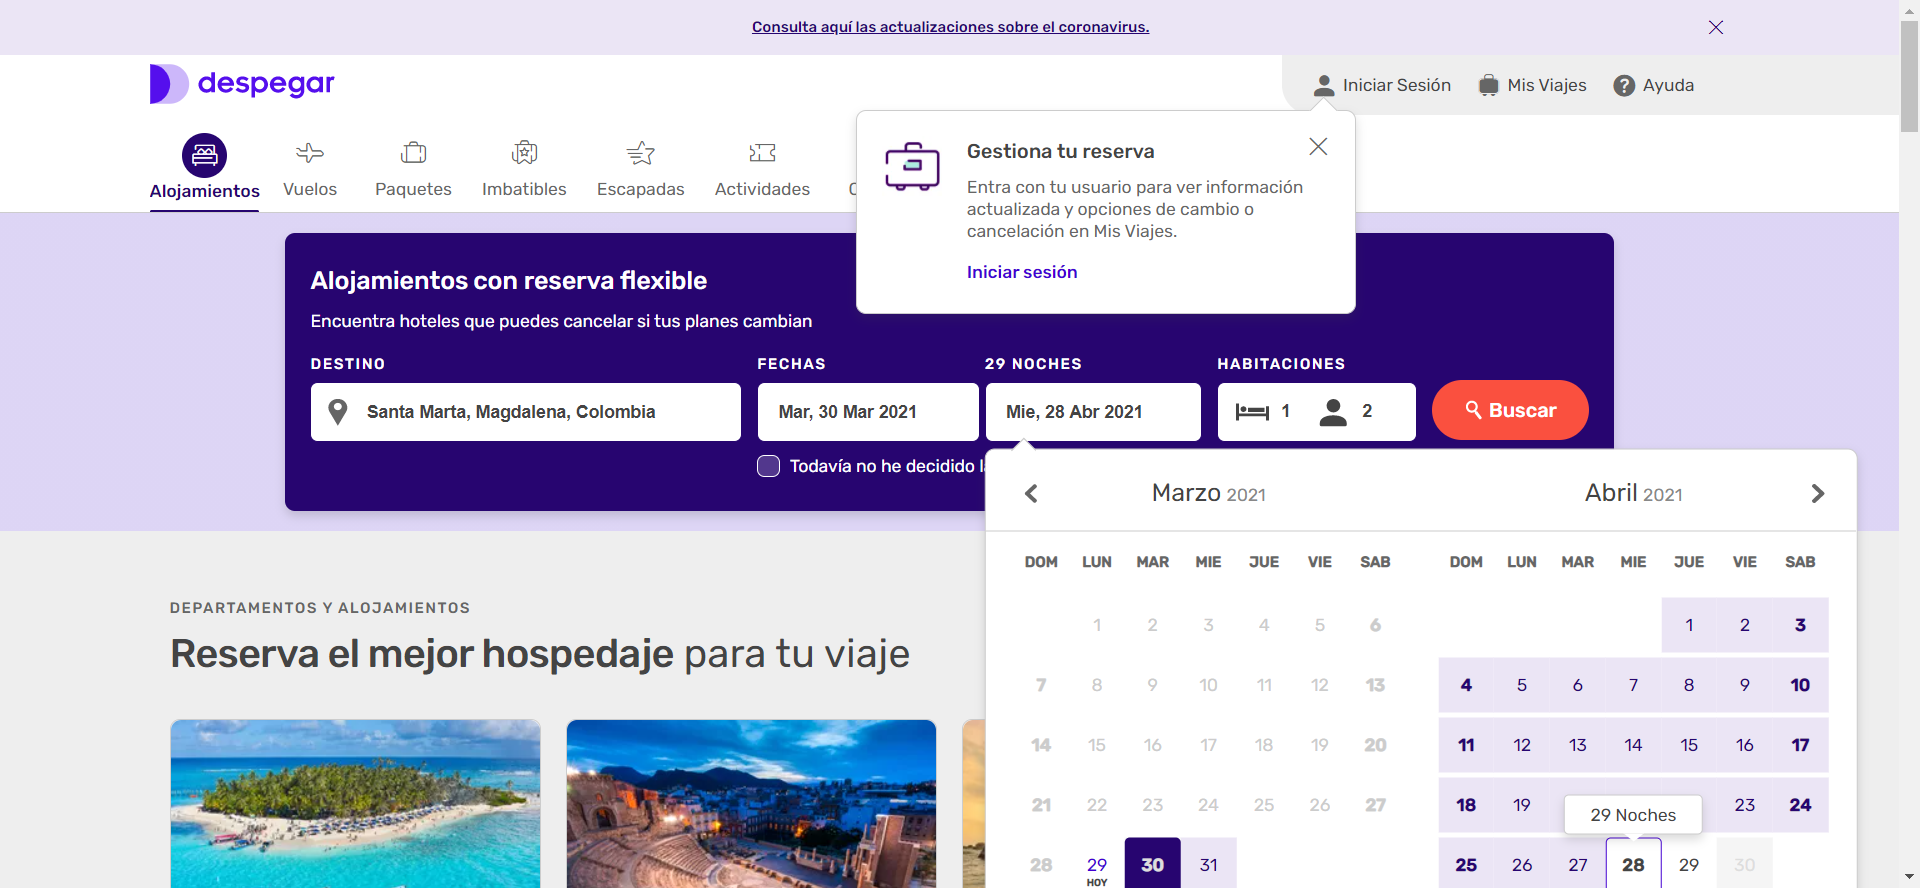 Consulta aquí las actualizaciones sobre el coronavirus.
despegar
Iniciar Sesión
Mis Viajes
Ayuda
Alojamientos
Vuelos
Paquetes
Imbatibles
Escapadas
Actividades
Gestiona tu reserva
Entra con tu usuario para ver información
actualizada y opciones de cambio o
cancelación en Mis Viajes.
Iniciar sesión
Alojamientos con reserva flexible
Encuentra hoteles que puedes cancelar si tus planes cambian
DESTINO
FECHAS
29 NOCHES
HABITACIONES
Santa Marta, Magdalena, Colombia
Mar, 30 Mar 2021
Mie, 28 Abr 2021
1
2
Buscar
Todavía no he decidido
Marzo 2021
DOM LUN MAR MIE JUE VIE SAB
1 2 3 4 5 6
7 8 9 10 11 12 13
14 15 16 17 18 19 20
21 22 23 24 25 26 27
28 29 30 31
HOY
Abril 2021
DOM LUN MAR MIE JUE VIE SAB
1 2 3
4 5 6 7 8 9 10
11 12 13 14 15 16 17
18 19 23 24
29 Noches
25 26 27 28 29 30
DEPARTAMENTOS Y ALOJAMIENTOS
Reserva el mejor hospedaje para tu viaje